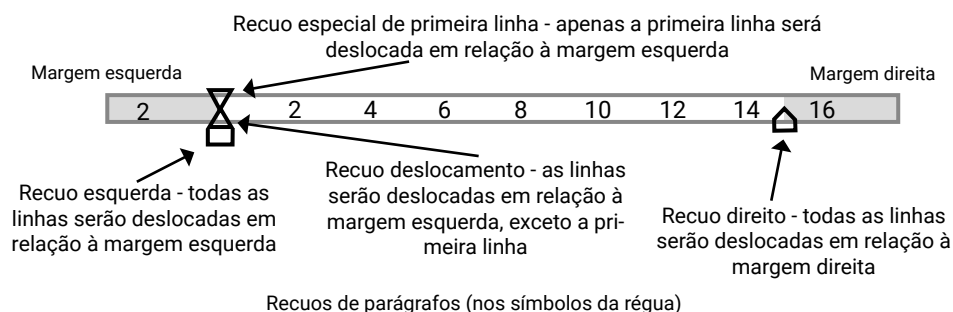 Recuo especial de primeira linha - apenas a primeira linha será
deslocada em relação à margem esquerda
Margem esquerda
Margem direita
2 2 4 6 8 10 12 14 16
Recuo esquerda - todas as
linhas serão deslocadas em
relação à margem esquerda
Recuo deslocamento - as linhas
serão deslocadas em relação à
margem esquerda, exceto a pri-
meira linha
Recuo direito - todas as linhas
serão deslocadas em relação à
margem direita
Recuos de parágrafos (nos símbolos da régua)